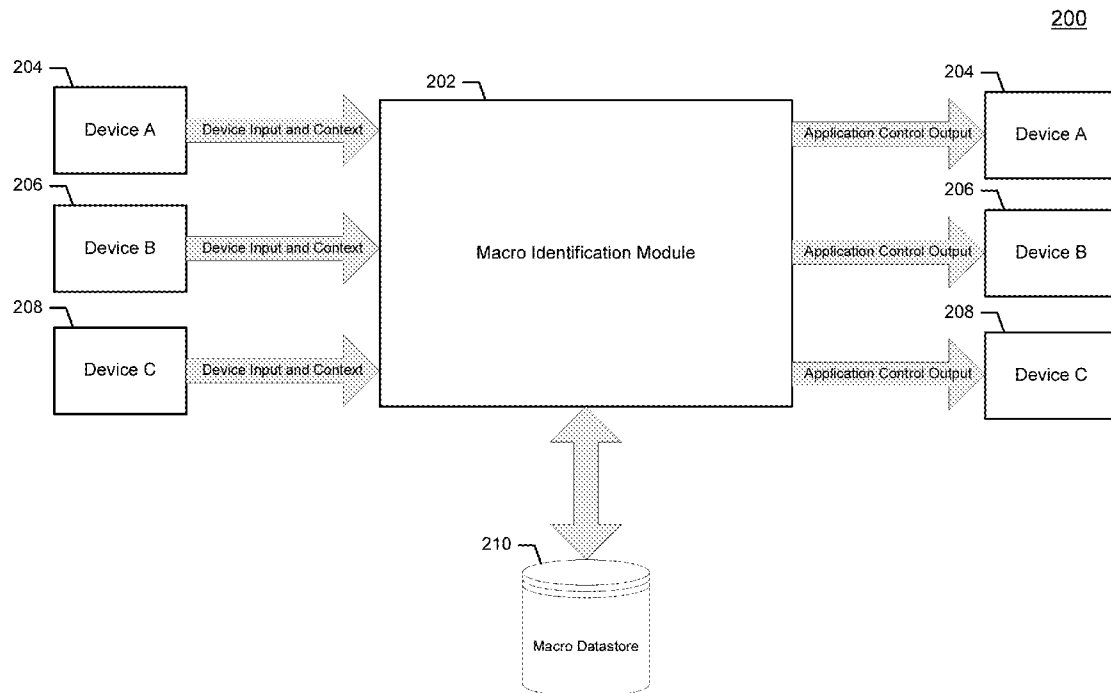 200
204
Device A
Device Input and Context
202
204
Application Control Output
Device A
206
Device B
Device Input and Context
Macro Identification Module
206
Application Control Output
Device B
208
Device C
Device Input and Context
208
Application Control Output
Device C
210
Macro Datastore